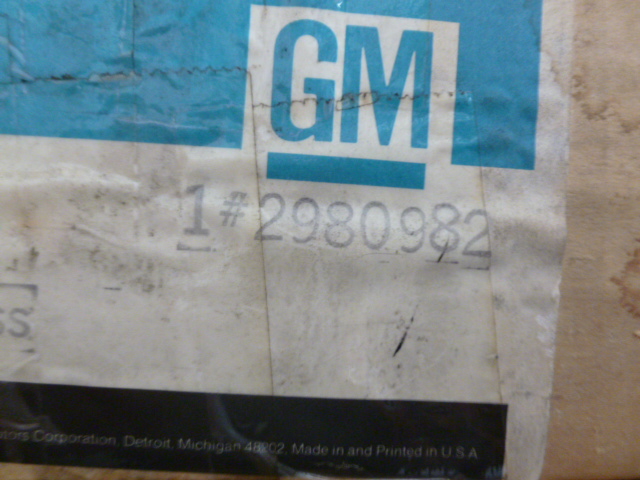 GM
1#2980982
ss
Corporation, Detroit, Michigan 48202, Made in and Printed in U.S.A